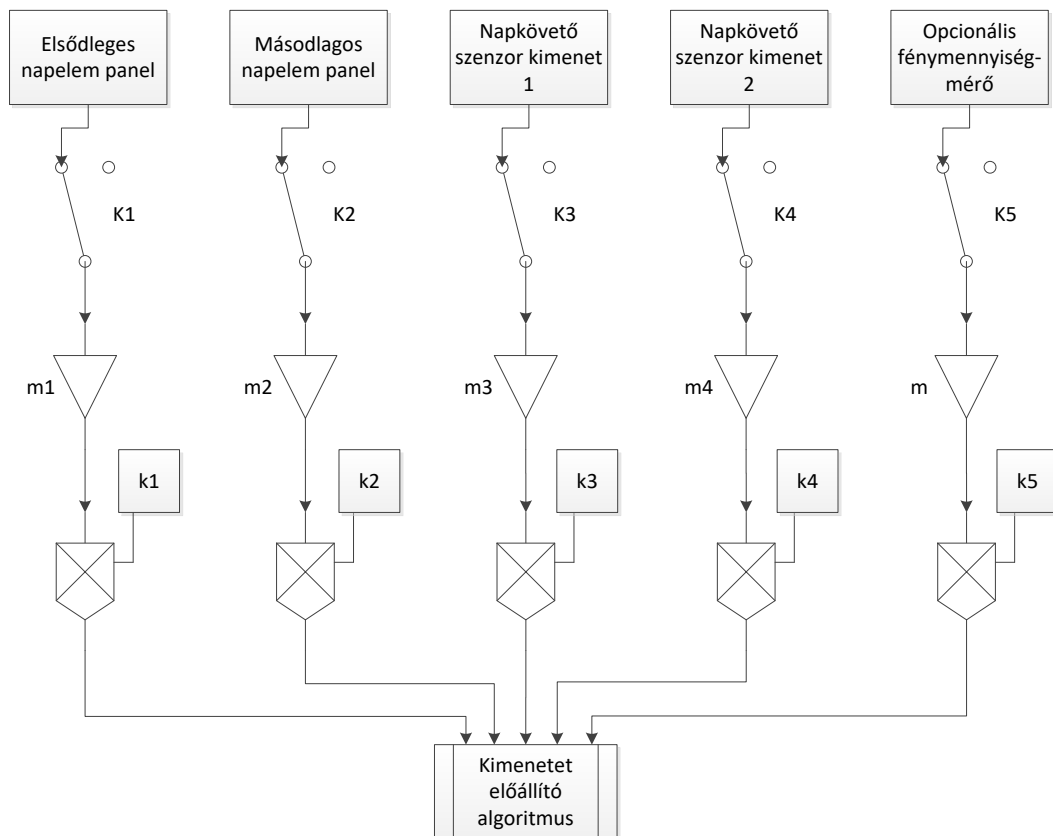 Elsődleges
napelem panel
Másodlagos
napelem panel
Napkövető
szenzor kimenet
1
Napkövető
szenzor kimenet
2
Opcionális
fénymennyiség-
mérő
K1
K2
K3
K4
K5
m1
m2
m3
m4
m
k1
k2
k3
k4
k5
Kimenetet
előállító
algoritmus